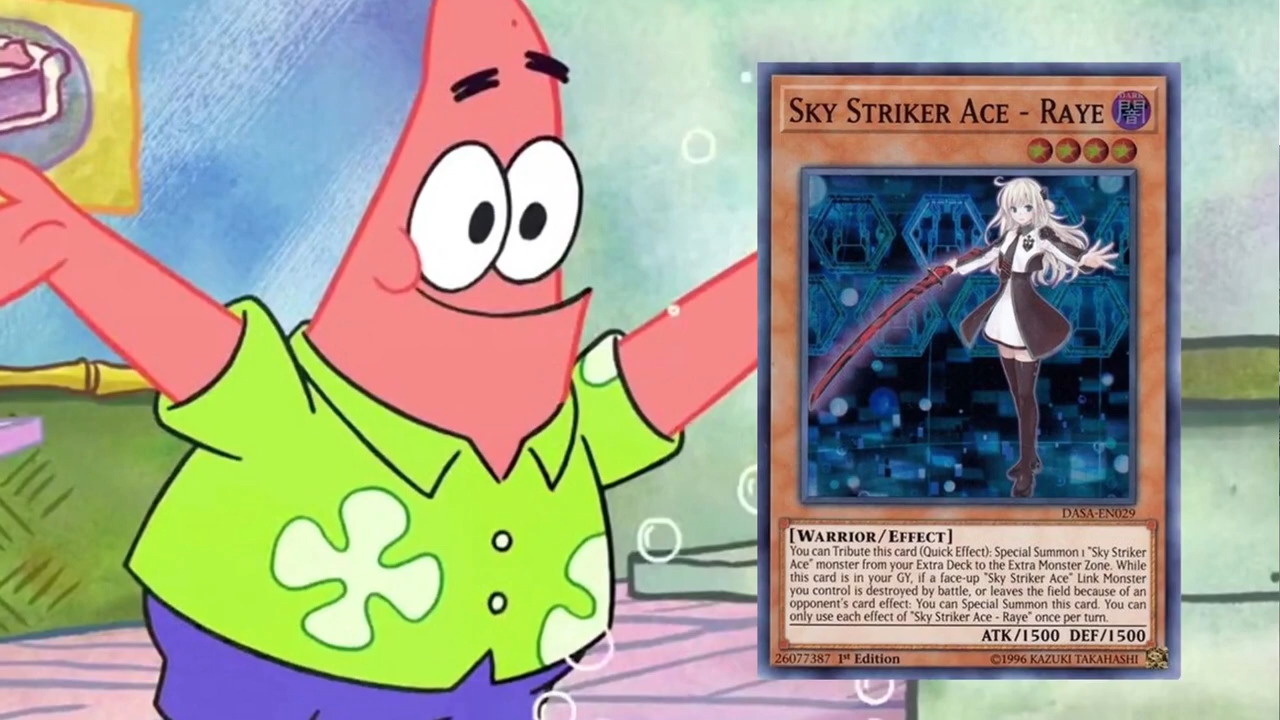 SKY STRIKER ACE - RAYE
DARK
闇
DASA-EN029
[WARRIOR/EFFECT]
You can Tribute this card (Quick Effect): Special Summon 1 "Sky Striker
Ace" monster from your Extra Deck to the Extra Monster Zone. While
this card is in your GY, if a face-up "Sky Striker Ace" Link Monster
you control is destroyed by battle, or leaves the field because of an
opponent's card effect: You can Special Summon this card. You can
only use each effect of "Sky Striker Ace - Raye" once per turn.
ATK/1500 DEF/1500
26077387 1st Edition ©1996 KAZUKI TAKAHASHI